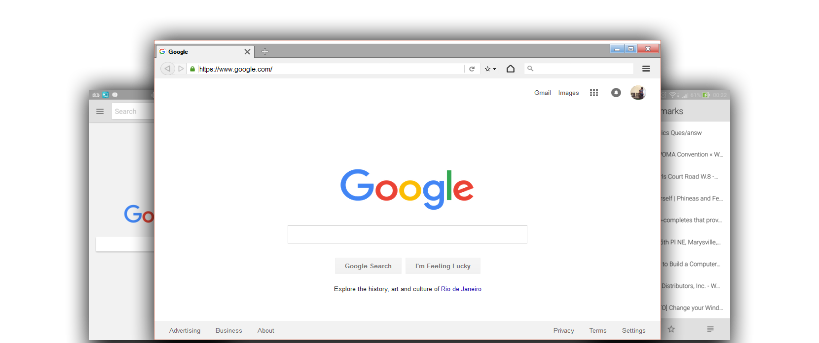 Google
https://www.google.com/
Search
Gmail Images
Google
Google Search I'm Feeling Lucky
Explore the history, art and culture of Rio de Janeiro
Advertising Business About
Privacy Terms Settings
Go
marks
ics Ques/answ
OMA Convention » W...
Court Road W.8 -...
self | Phineas and Fe...
-completes that prov...
8th Pl NE, Marysville,...
to Build a Computer...
Distributors, Inc. - W...
Change your Wind...